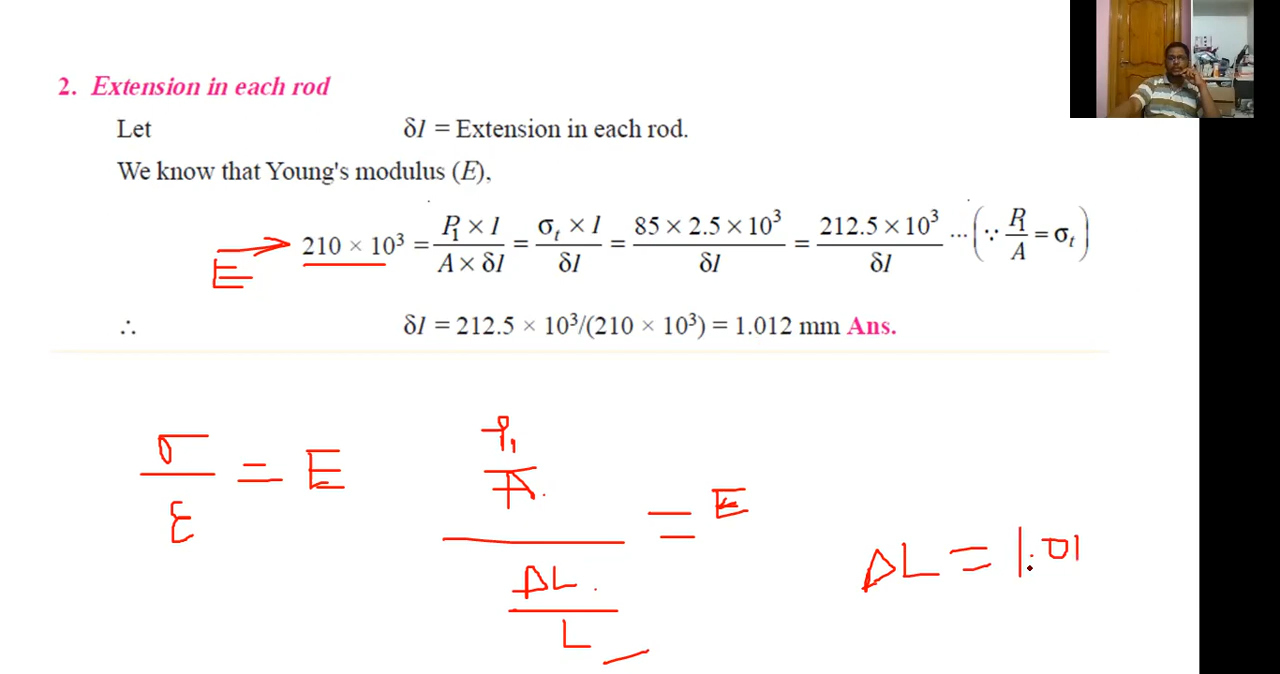 2. Extension in each rod
Let δl = Extension in each rod.
We know that Young's modulus (E),
E → 210 × 10³ = P₁ × l / A × δl = σt × l / δl = 85 × 2.5 × 10³ / δl = 212.5 × 10³ / δl ... (∵ P₁/A = σt)
∴ δl = 212.5 × 10³/(210 × 10³) = 1.012 mm Ans.
σ/ε = E
P₁/A / ΔL/L = E
ΔL = 1.01